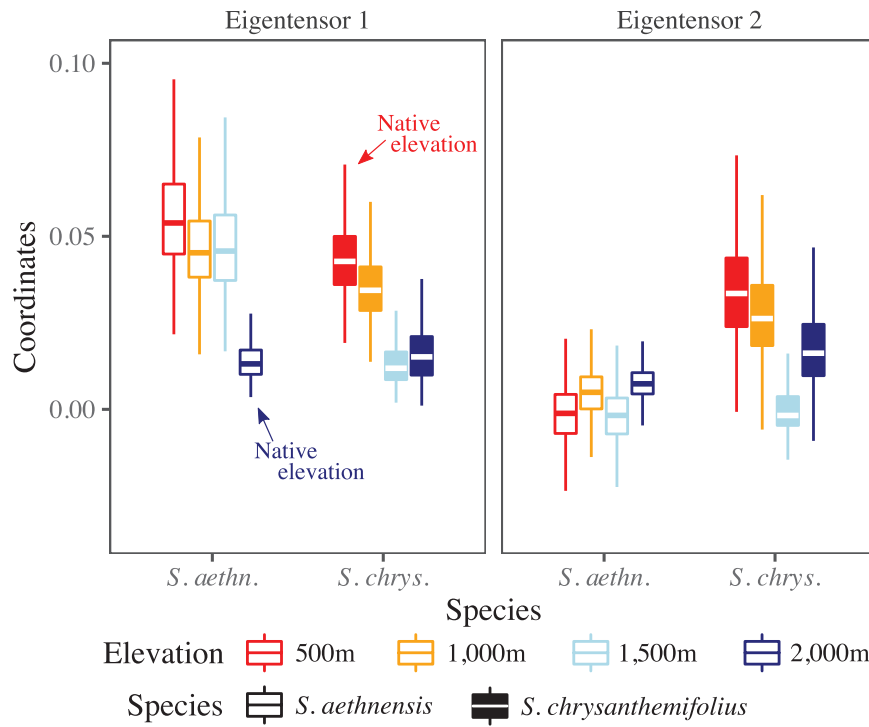 Eigentensor 1
Eigentensor 2
0.10
0.05
0.00
Coordinates
Native
elevation
Native
elevation
S. aethn.
S. chrys.
S. aethn.
S. chrys.
Species
Elevation 500m 1,000m 1,500m 2,000m
Species S. aethnensis S. chrysanthemifolius